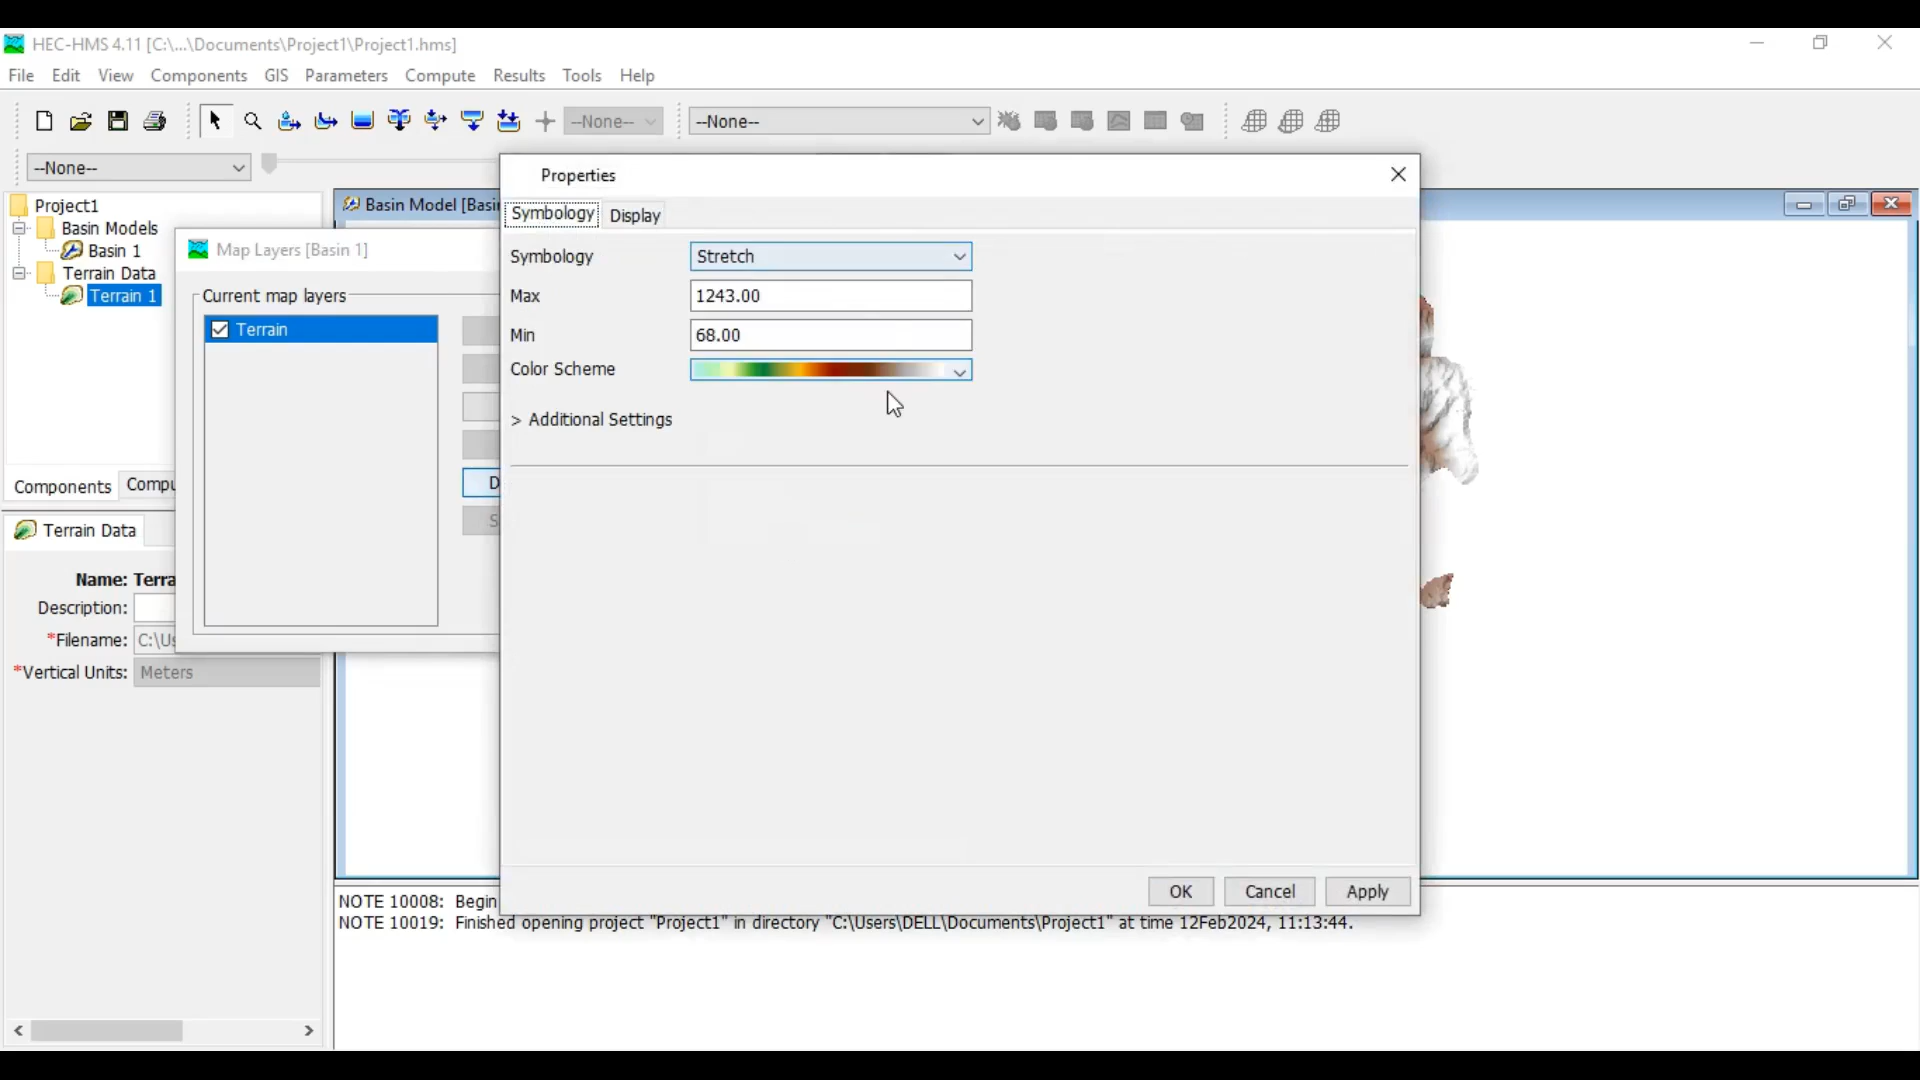 HEC-HMS 4.11 [C:\...\Documents\Project1\Project1.hms]
File Edit View Components GIS Parameters Compute Results Tools Help
--None-- --None--
--None--
Project1
Basin Models
Basin 1
Terrain Data
Terrain 1
Components
Terrain Data
Name:
Description:
*Filename:
*Vertical Units: Meters
Basin Model
Map Layers [Basin 1]
Current map layers
Terrain
Properties
Symbology Display
Symbology Stretch
Max 1243.00
Min 68.00
Color Scheme
> Additional Settings
OK Cancel Apply
NOTE 10008: Begin
NOTE 10019: Finished opening project "Project1" in directory "C:\Users\DELL\Documents\Project1" at time 12Feb2024, 11:13:44.